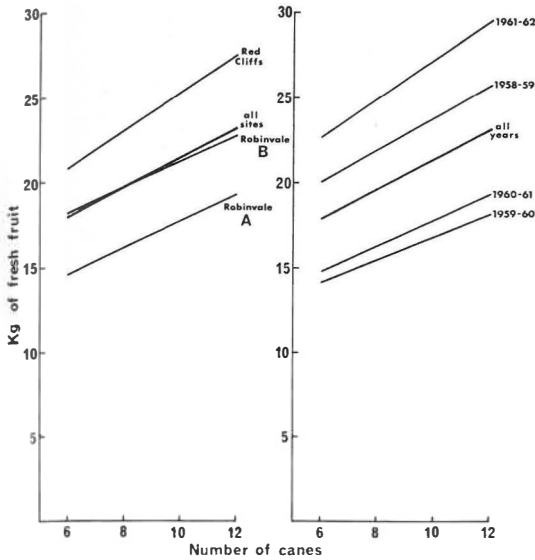 30
25
20
15
10
5
6
8
10
12
Kg of fresh fruit
Red
Cliffs
all
sites
Robinvale
B
Robinvale
A
30
25
20
15
10
5
6
8
10
12
1961-62
1958-59
all
years
1960-61
1959-60
Number of canes